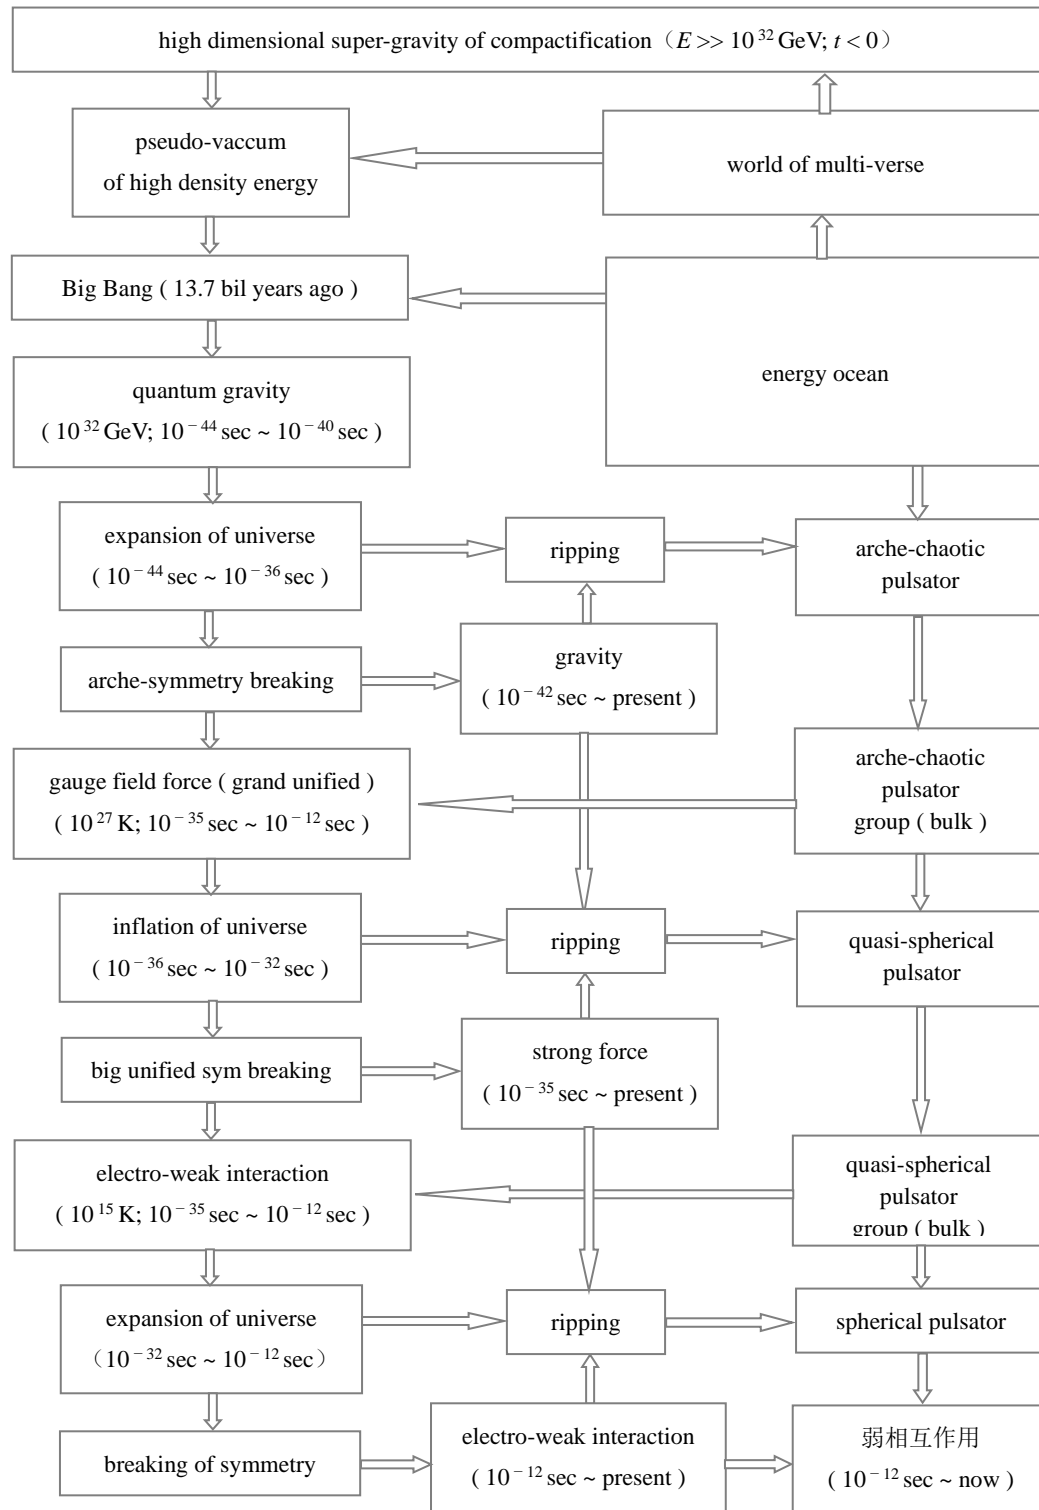 high dimensional super-gravity of compactification（E >> 10^32 GeV; t < 0）
pseudo-vaccum
of high density energy
world of multi-verse
Big Bang ( 13.7 bil years ago )
energy ocean
quantum gravity
( 10^32 GeV; 10^−44 sec ~ 10^−40 sec )
expansion of universe
( 10^−44 sec ~ 10^−36 sec )
ripping
arche-chaotic
pulsator
arche-symmetry breaking
gravity
( 10^−42 sec ~ present )
gauge field force ( grand unified )
( 10^27 K; 10^−35 sec ~ 10^−12 sec )
arche-chaotic
pulsator
group ( bulk )
inflation of universe
( 10^−36 sec ~ 10^−32 sec )
ripping
quasi-spherical
pulsator
big unified sym breaking
strong force
( 10^−35 sec ~ present )
electro-weak interaction
( 10^15 K; 10^−35 sec ~ 10^−12 sec )
quasi-spherical
pulsator
group ( bulk )
expansion of universe
（10^−32 sec ~ 10^−12 sec）
ripping
spherical pulsator
breaking of symmetry
electro-weak interaction
( 10^−12 sec ~ present )
弱相互作用
( 10^−12 sec ~ now )